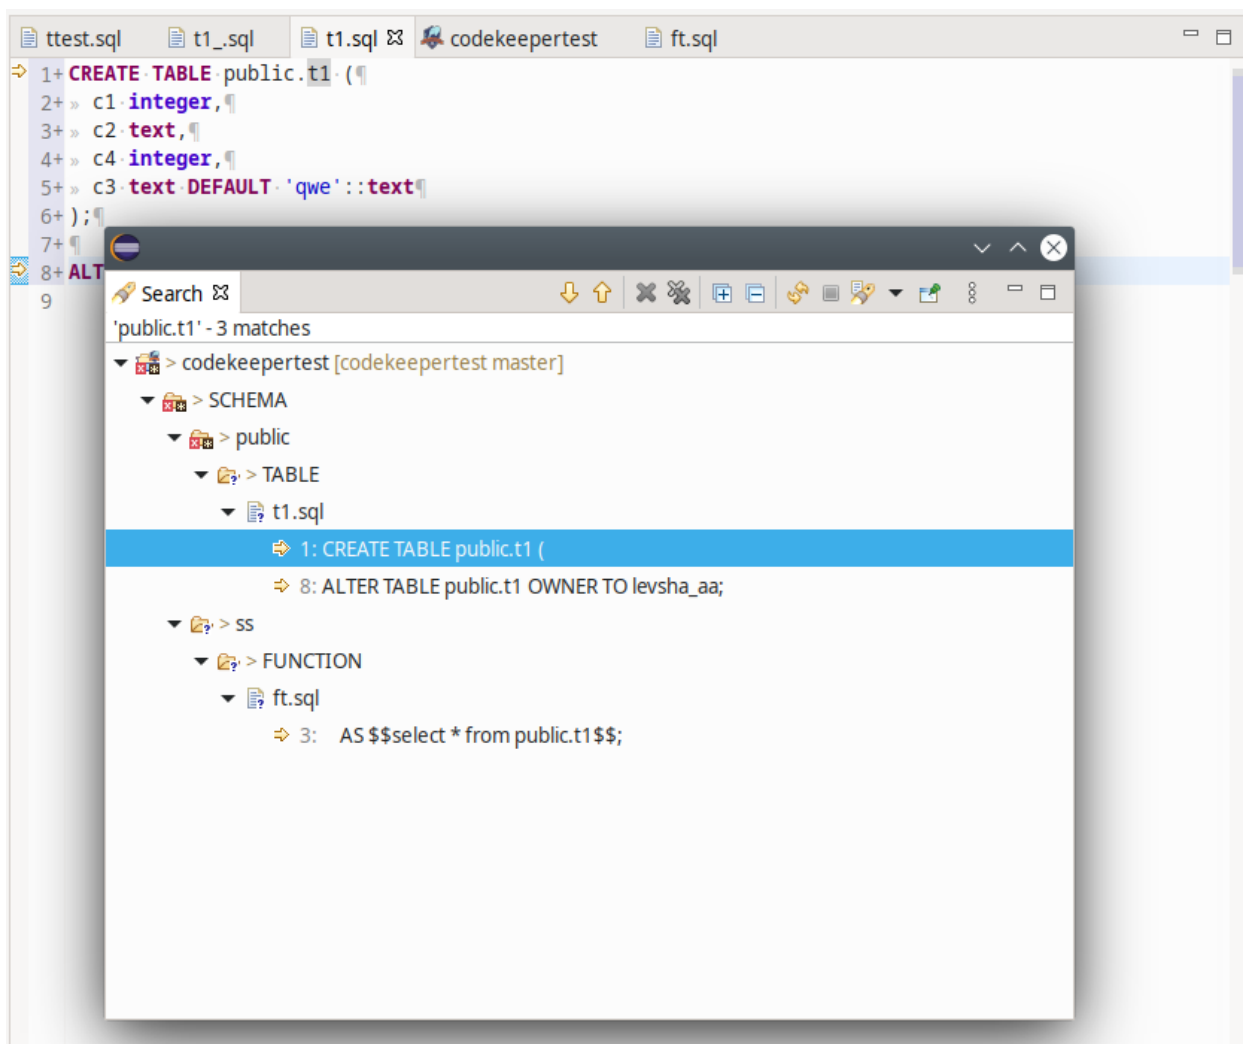 ttest.sql t1_.sql t1.sql codekeepertest ft.sql
1+ CREATE TABLE public.t1 (
2+ c1 integer,
3+ c2 text,
4+ c4 integer,
5+ c3 text DEFAULT 'qwe'::text
6+ );
7+
8+ ALT
9
Search
'public.t1' - 3 matches
> codekeepertest [codekeepertest master]
> SCHEMA
> public
> TABLE
t1.sql
1: CREATE TABLE public.t1 (
8: ALTER TABLE public.t1 OWNER TO levsha_aa;
> ss
> FUNCTION
ft.sql
3: AS $$select * from public.t1$$;